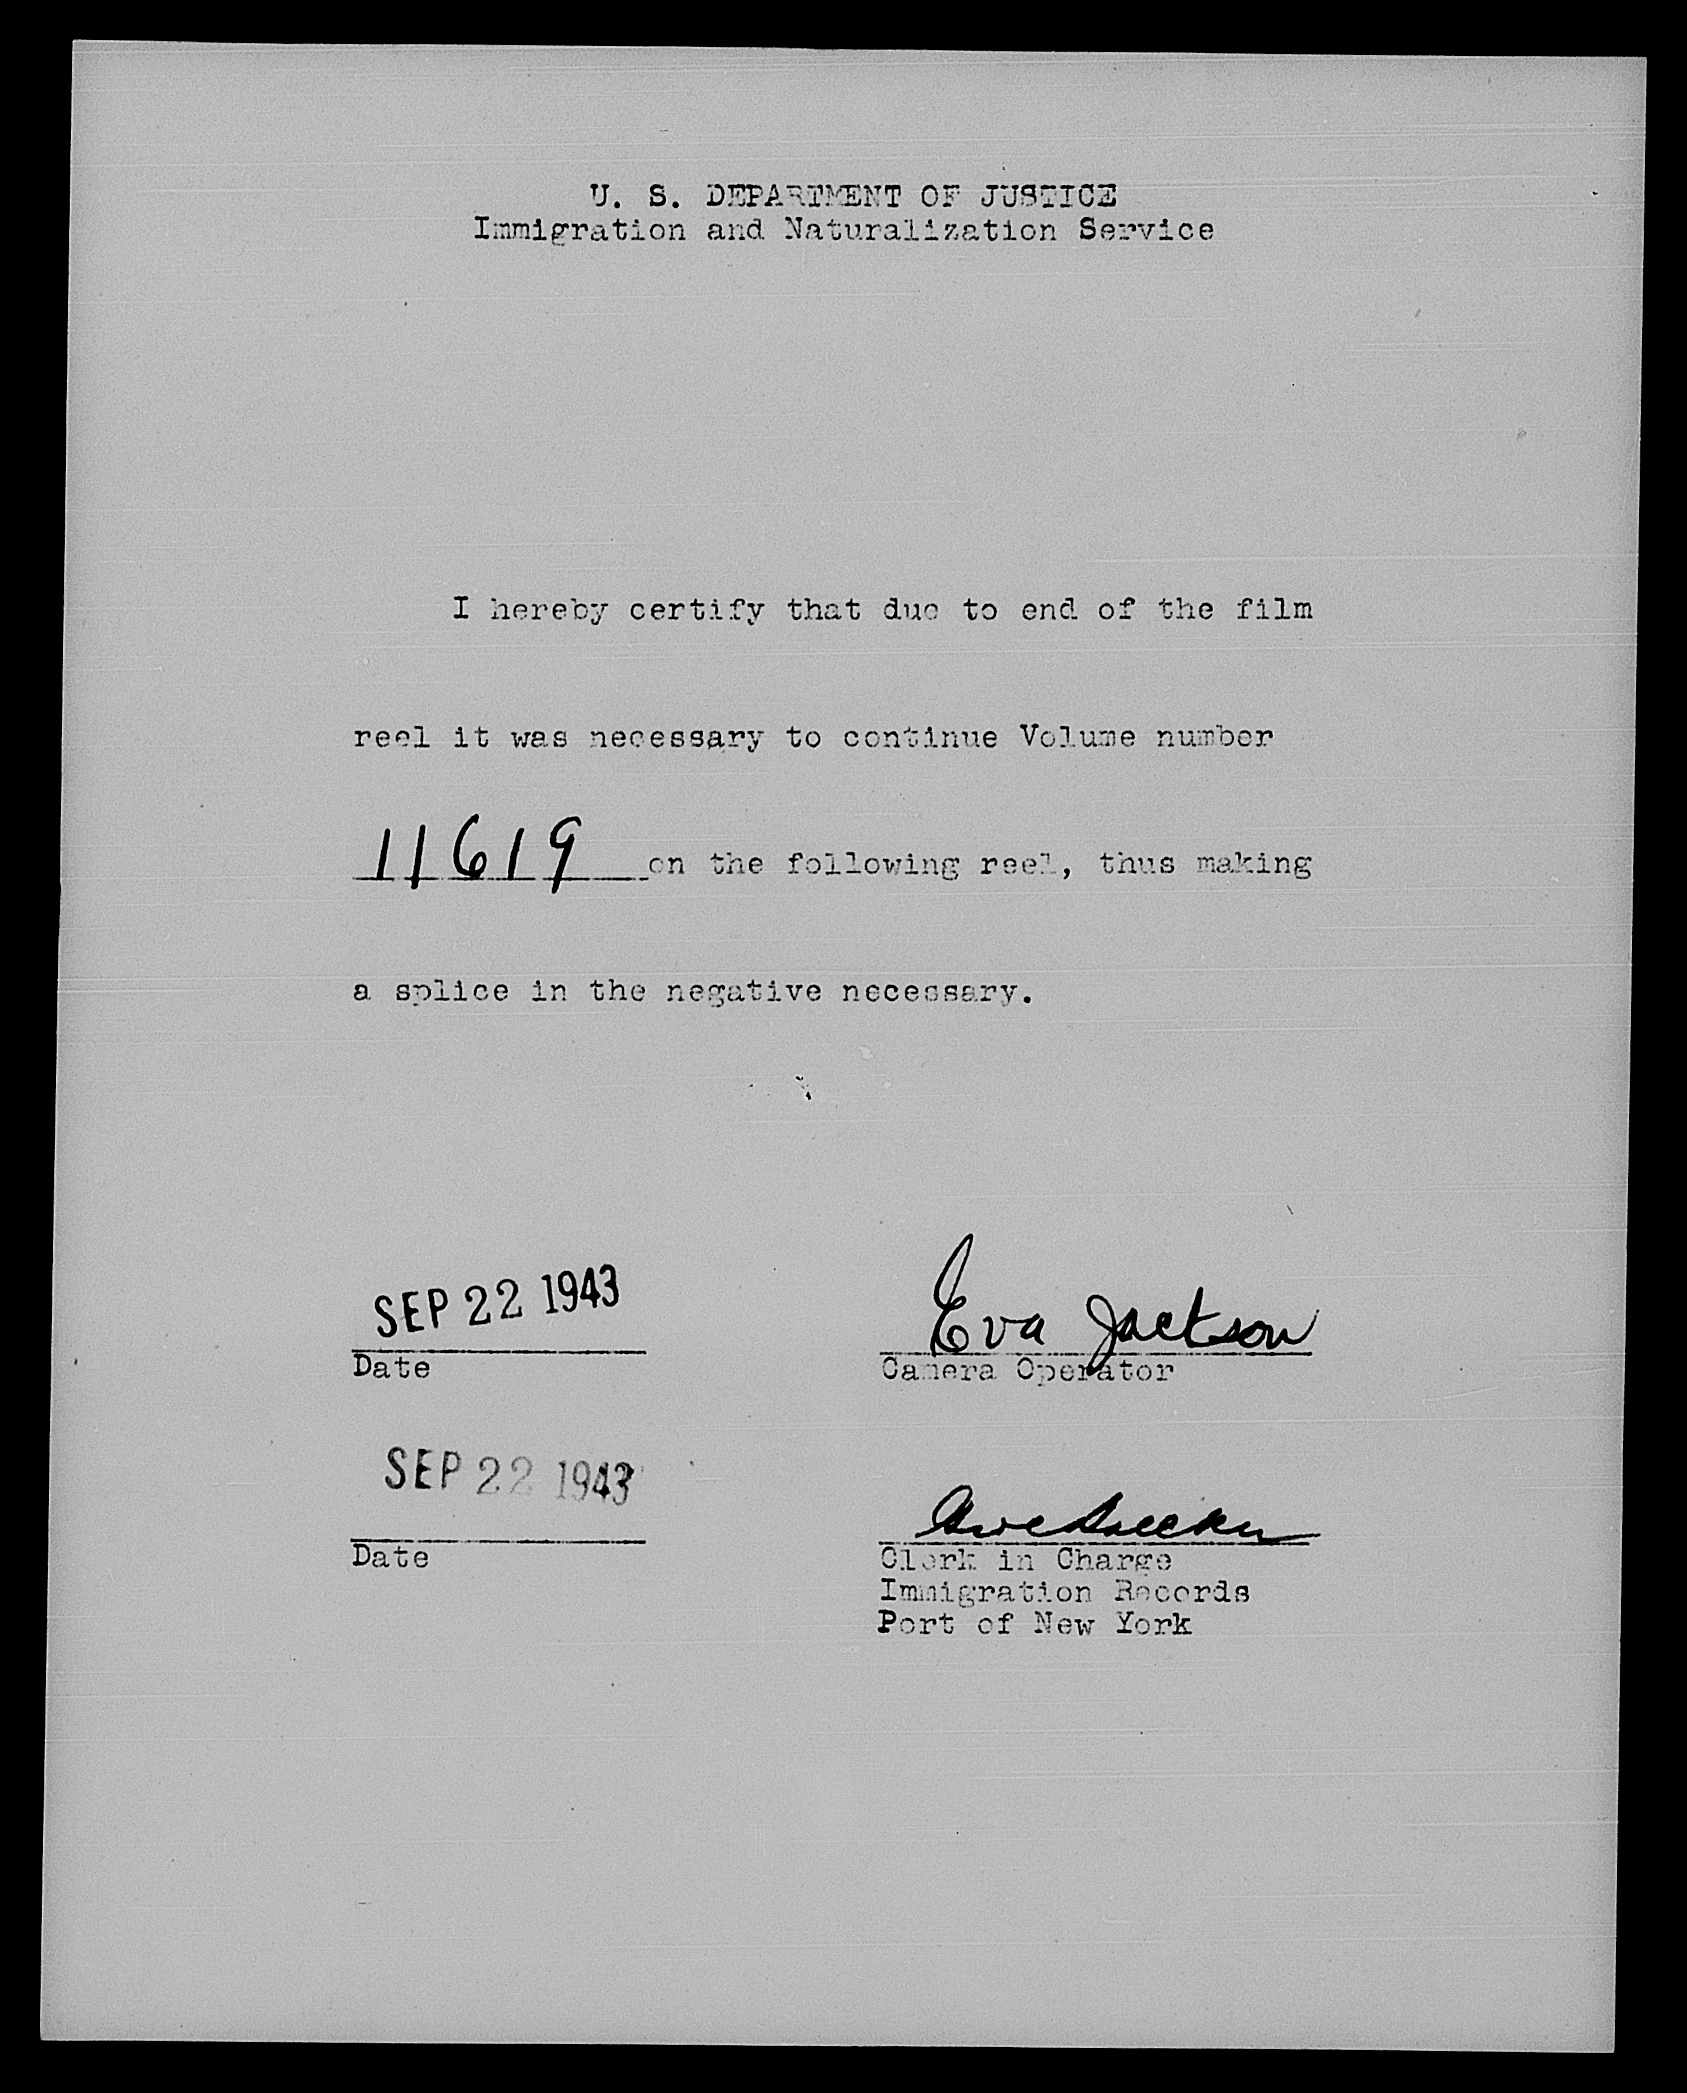 U. S. DEPARTMENT OF JUSTICE
Immigration and Naturalization Service
I hereby certify that due to end of the film
reel it was necessary to continue Volume number
11619 on the following reel, thus making
a splice in the negative necessary.
SEP 22 1943
Eva Jackson
Date
Camera Operator
SEP 22 1943
Date
Clerk in Charge
Immigration Records
Port of New York